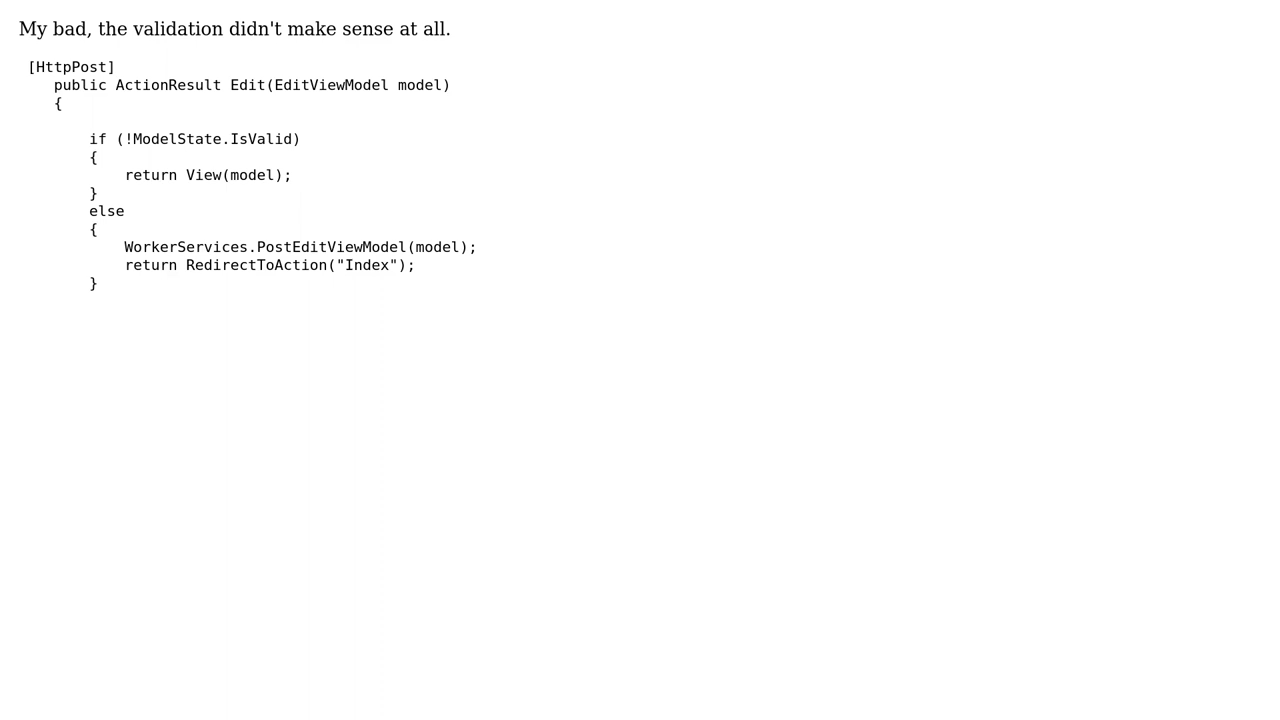 My bad, the validation didn't make sense at all.
[HttpPost]
   public ActionResult Edit(EditViewModel model)
   {
       if (!ModelState.IsValid)
       {
           return View(model);
       }
       else
       {
           WorkerServices.PostEditViewModel(model);
           return RedirectToAction("Index");
       }